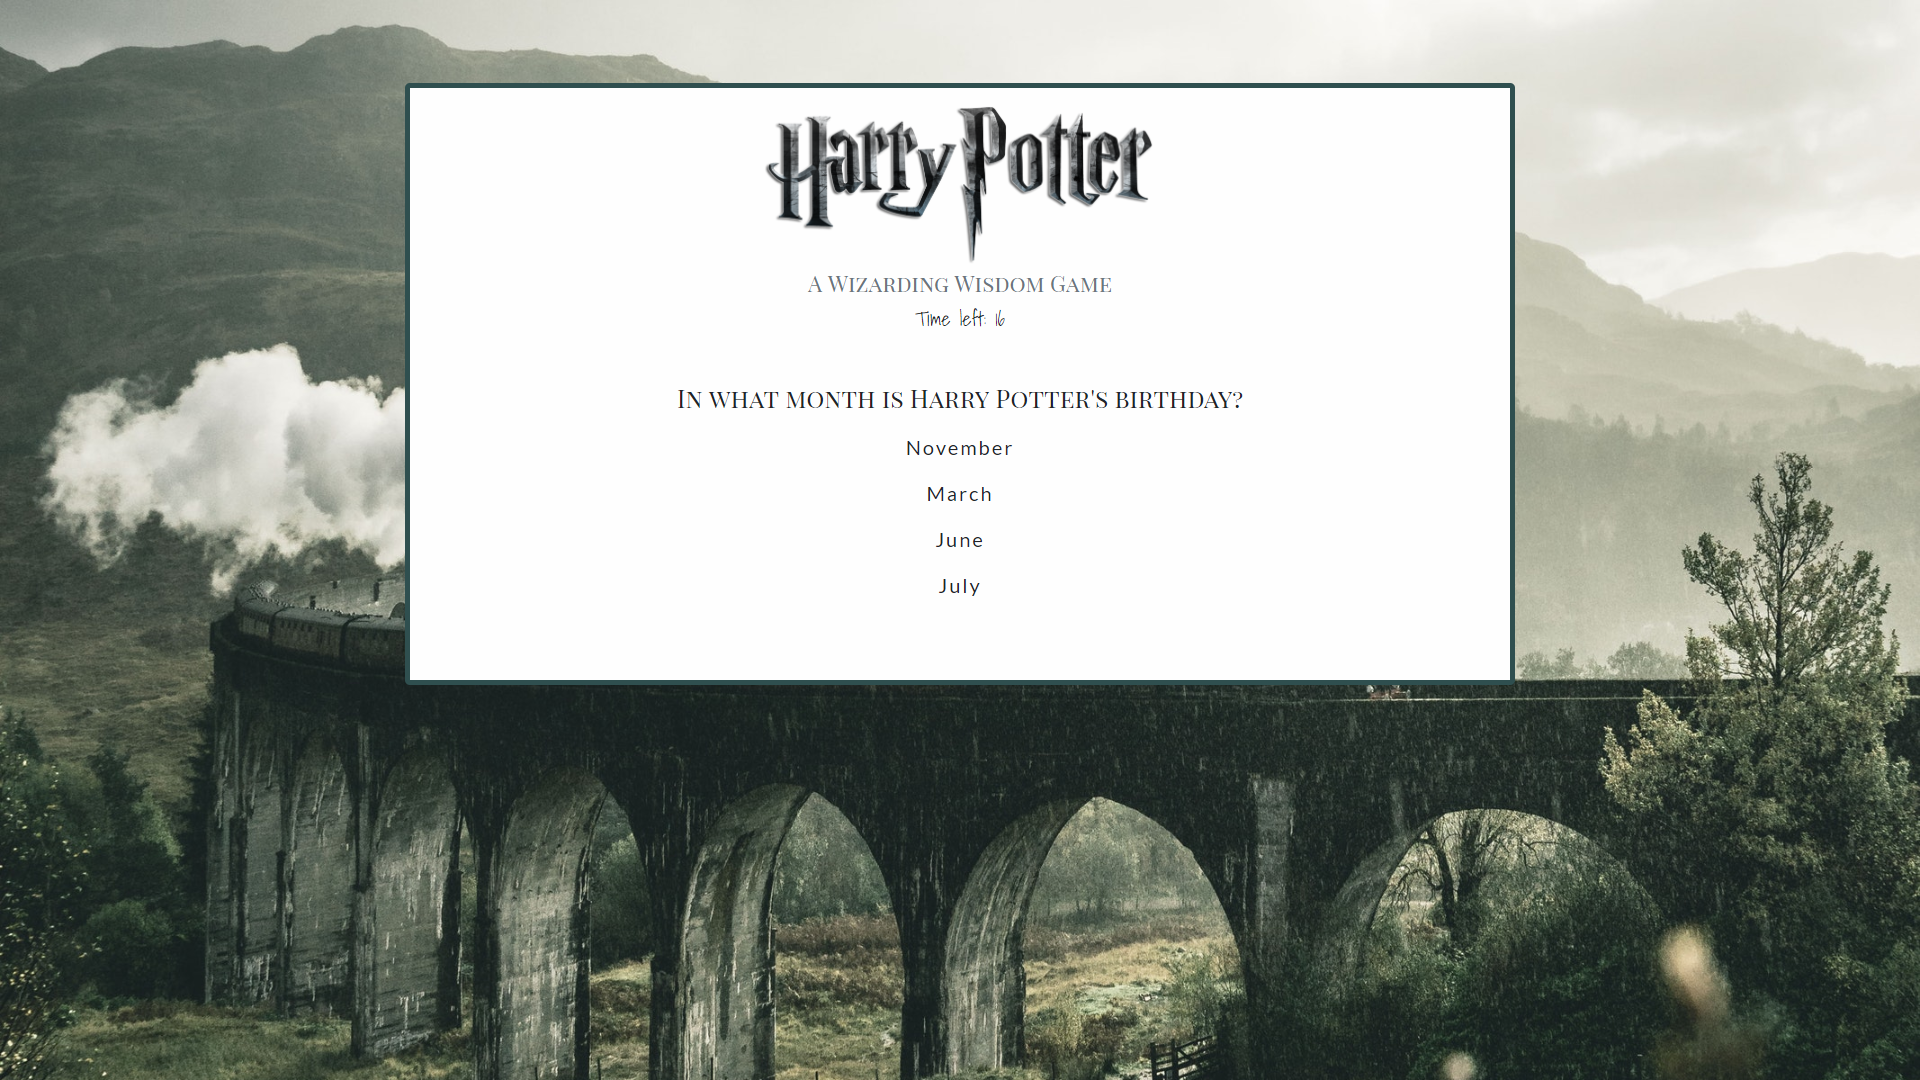 Harry Potter
A Wizarding Wisdom Game
Time left: 16
In what month is Harry Potter's birthday?
November
March
June
July